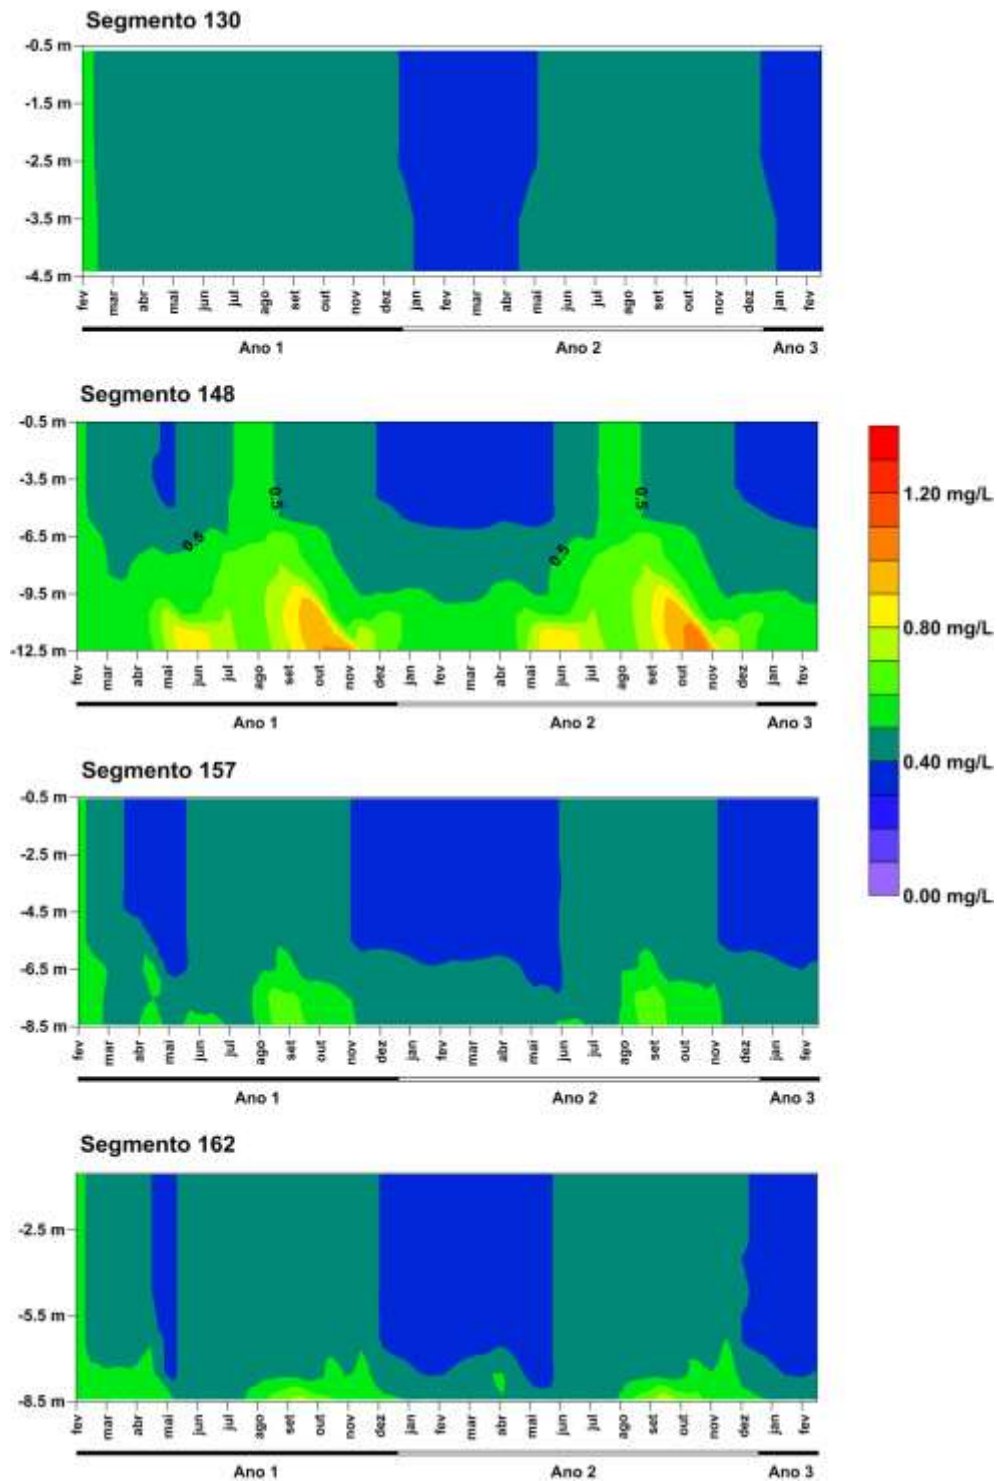 Segmento 130
-0.5 m
-1.5 m
-2.5 m
-3.5 m
-4.5 m
fev mar abr mai jun jul ago set out nov dez jan fev mar abr mai jun jul ago set out nov dez jan fev
Ano 1 Ano 2 Ano 3
Segmento 148
-0.5 m
-3.5 m
-6.5 m
-9.5 m
-12.5 m
0.5 0.5 0.5 0.5
fev mar abr mai jun jul ago set out nov dez jan fev mar abr mai jun jul ago set out nov dez jan fev
Ano 1 Ano 2 Ano 3
1.20 mg/L
0.80 mg/L
0.40 mg/L
0.00 mg/L
Segmento 157
-0.5 m
-2.5 m
-4.5 m
-6.5 m
-8.5 m
fev mar abr mai jun jul ago set out nov dez jan fev mar abr mai jun jul ago set out nov dez jan fev
Ano 1 Ano 2 Ano 3
Segmento 162
-2.5 m
-5.5 m
-8.5 m
fev mar abr mai jun jul ago set out nov dez jan fev mar abr mai jun jul ago set out nov dez jan fev
Ano 1 Ano 2 Ano 3